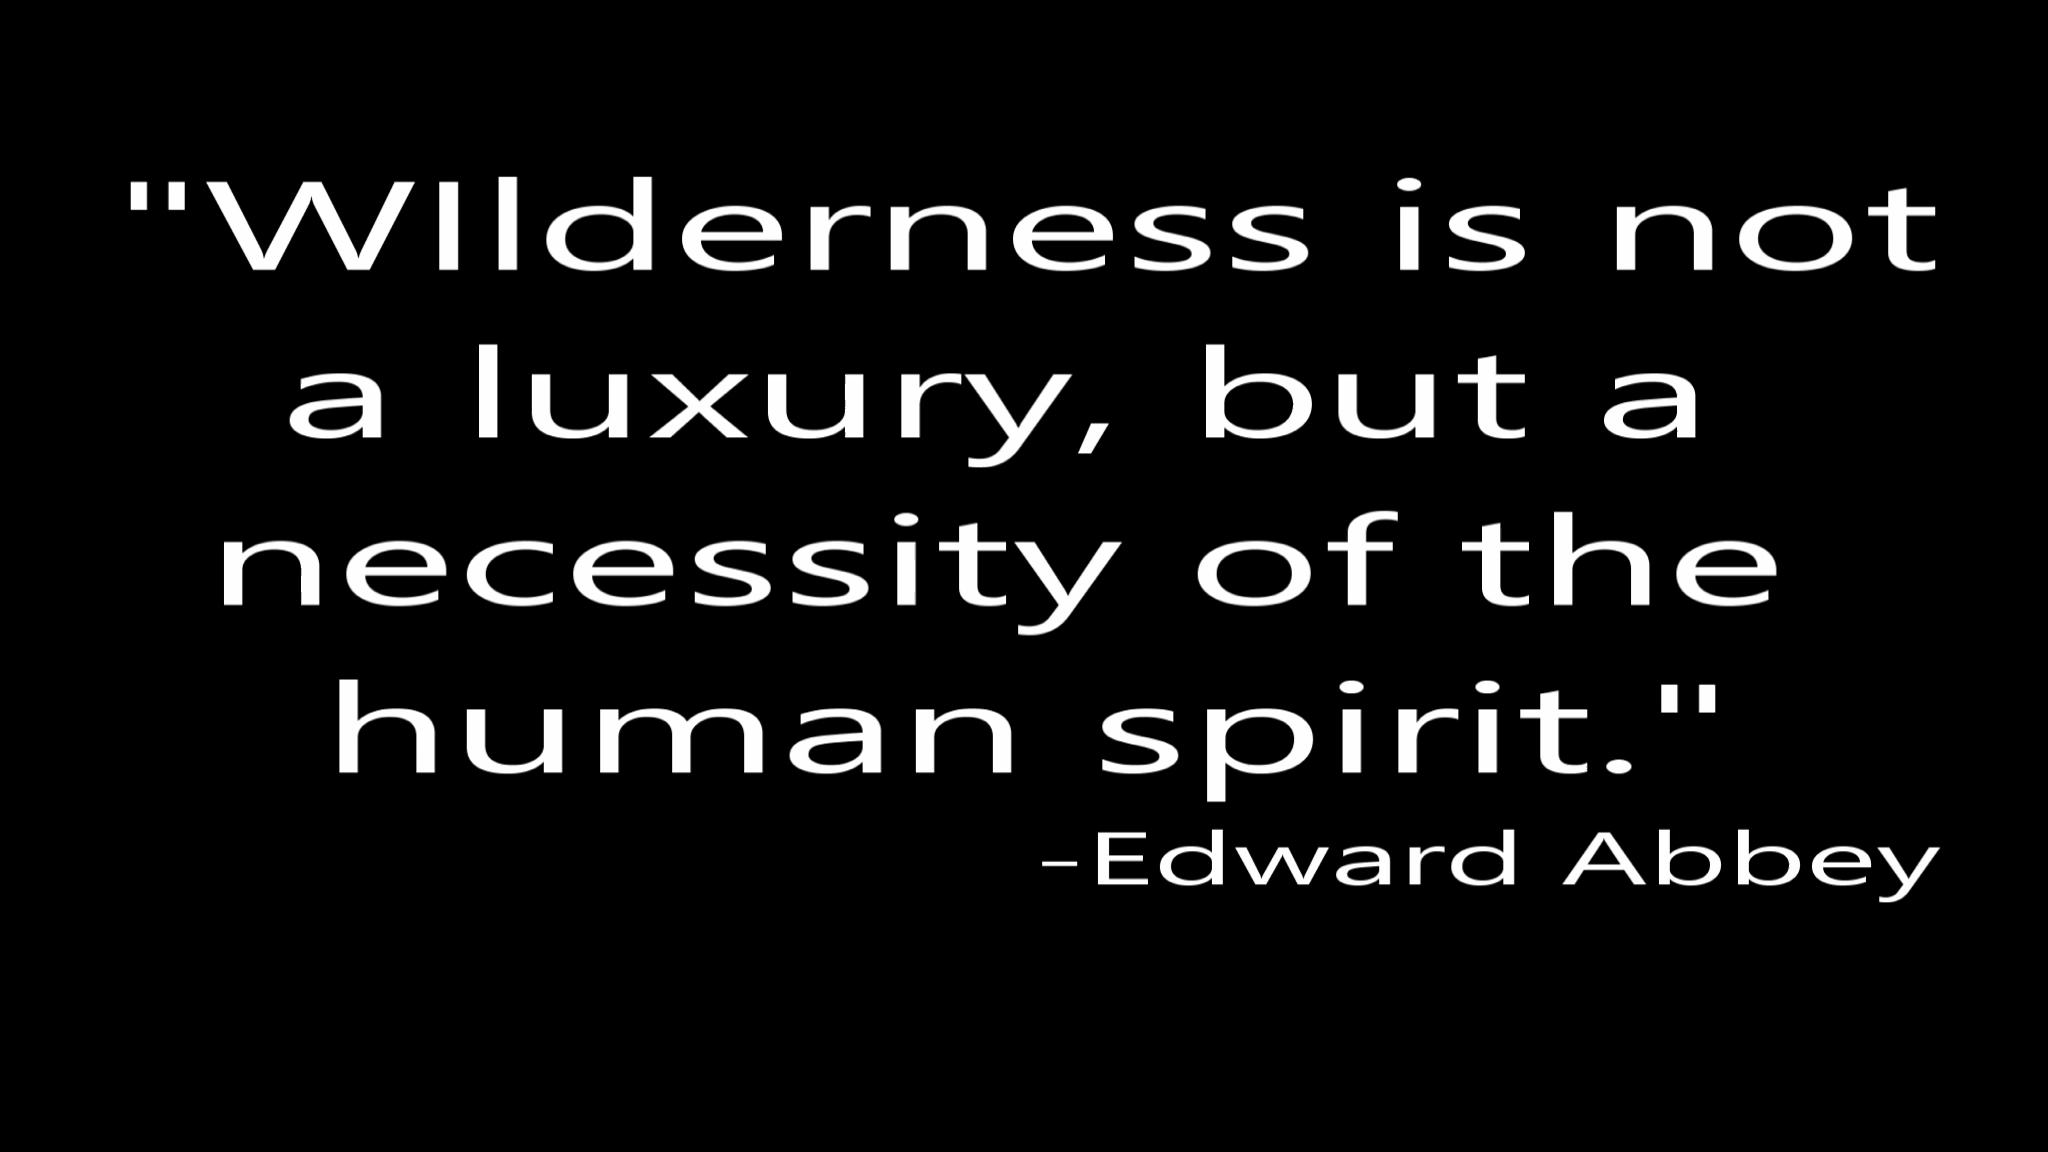 "WIlderness is not
a luxury, but a
necessity of the
human spirit."
-Edward Abbey